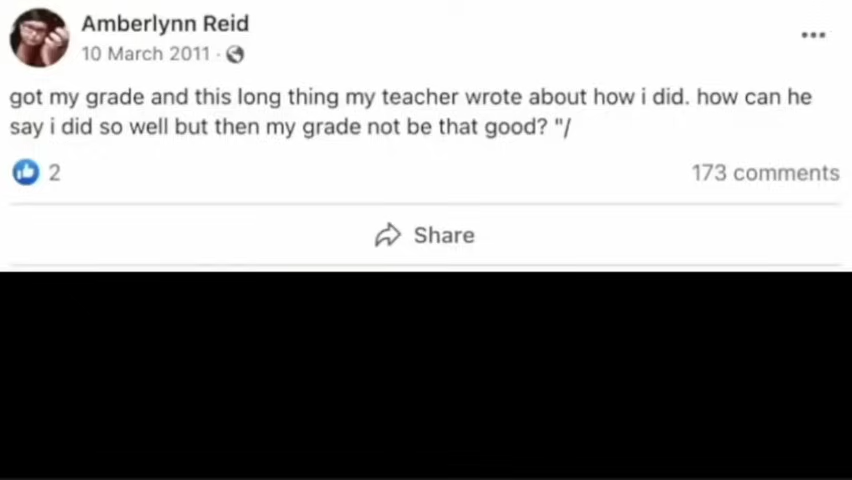 Amberlynn Reid
10 March 2011 ·
got my grade and this long thing my teacher wrote about how i did. how can he
say i did so well but then my grade not be that good? "/
2
173 comments
Share